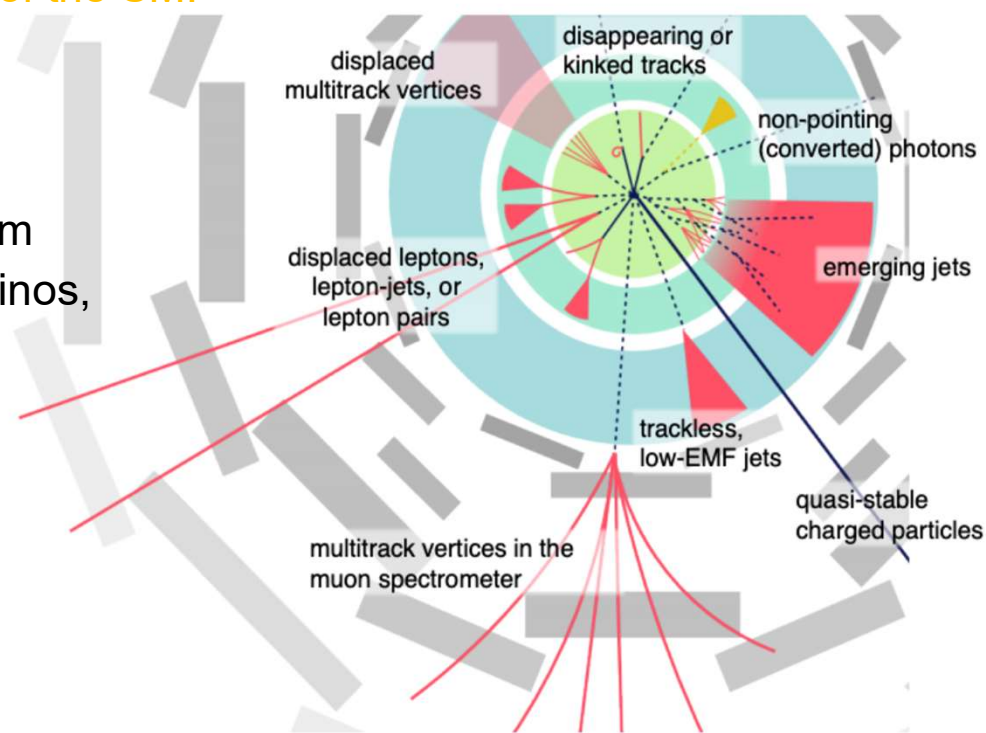 disappearing or
kinked tracks
displaced
multitrack vertices
non-pointing
(converted) photons
m
inos,
displaced leptons,
lepton-jets, or
lepton pairs
emerging jets
trackless,
low-EMF jets
quasi-stable
charged particles
multitrack vertices in the
muon spectrometer